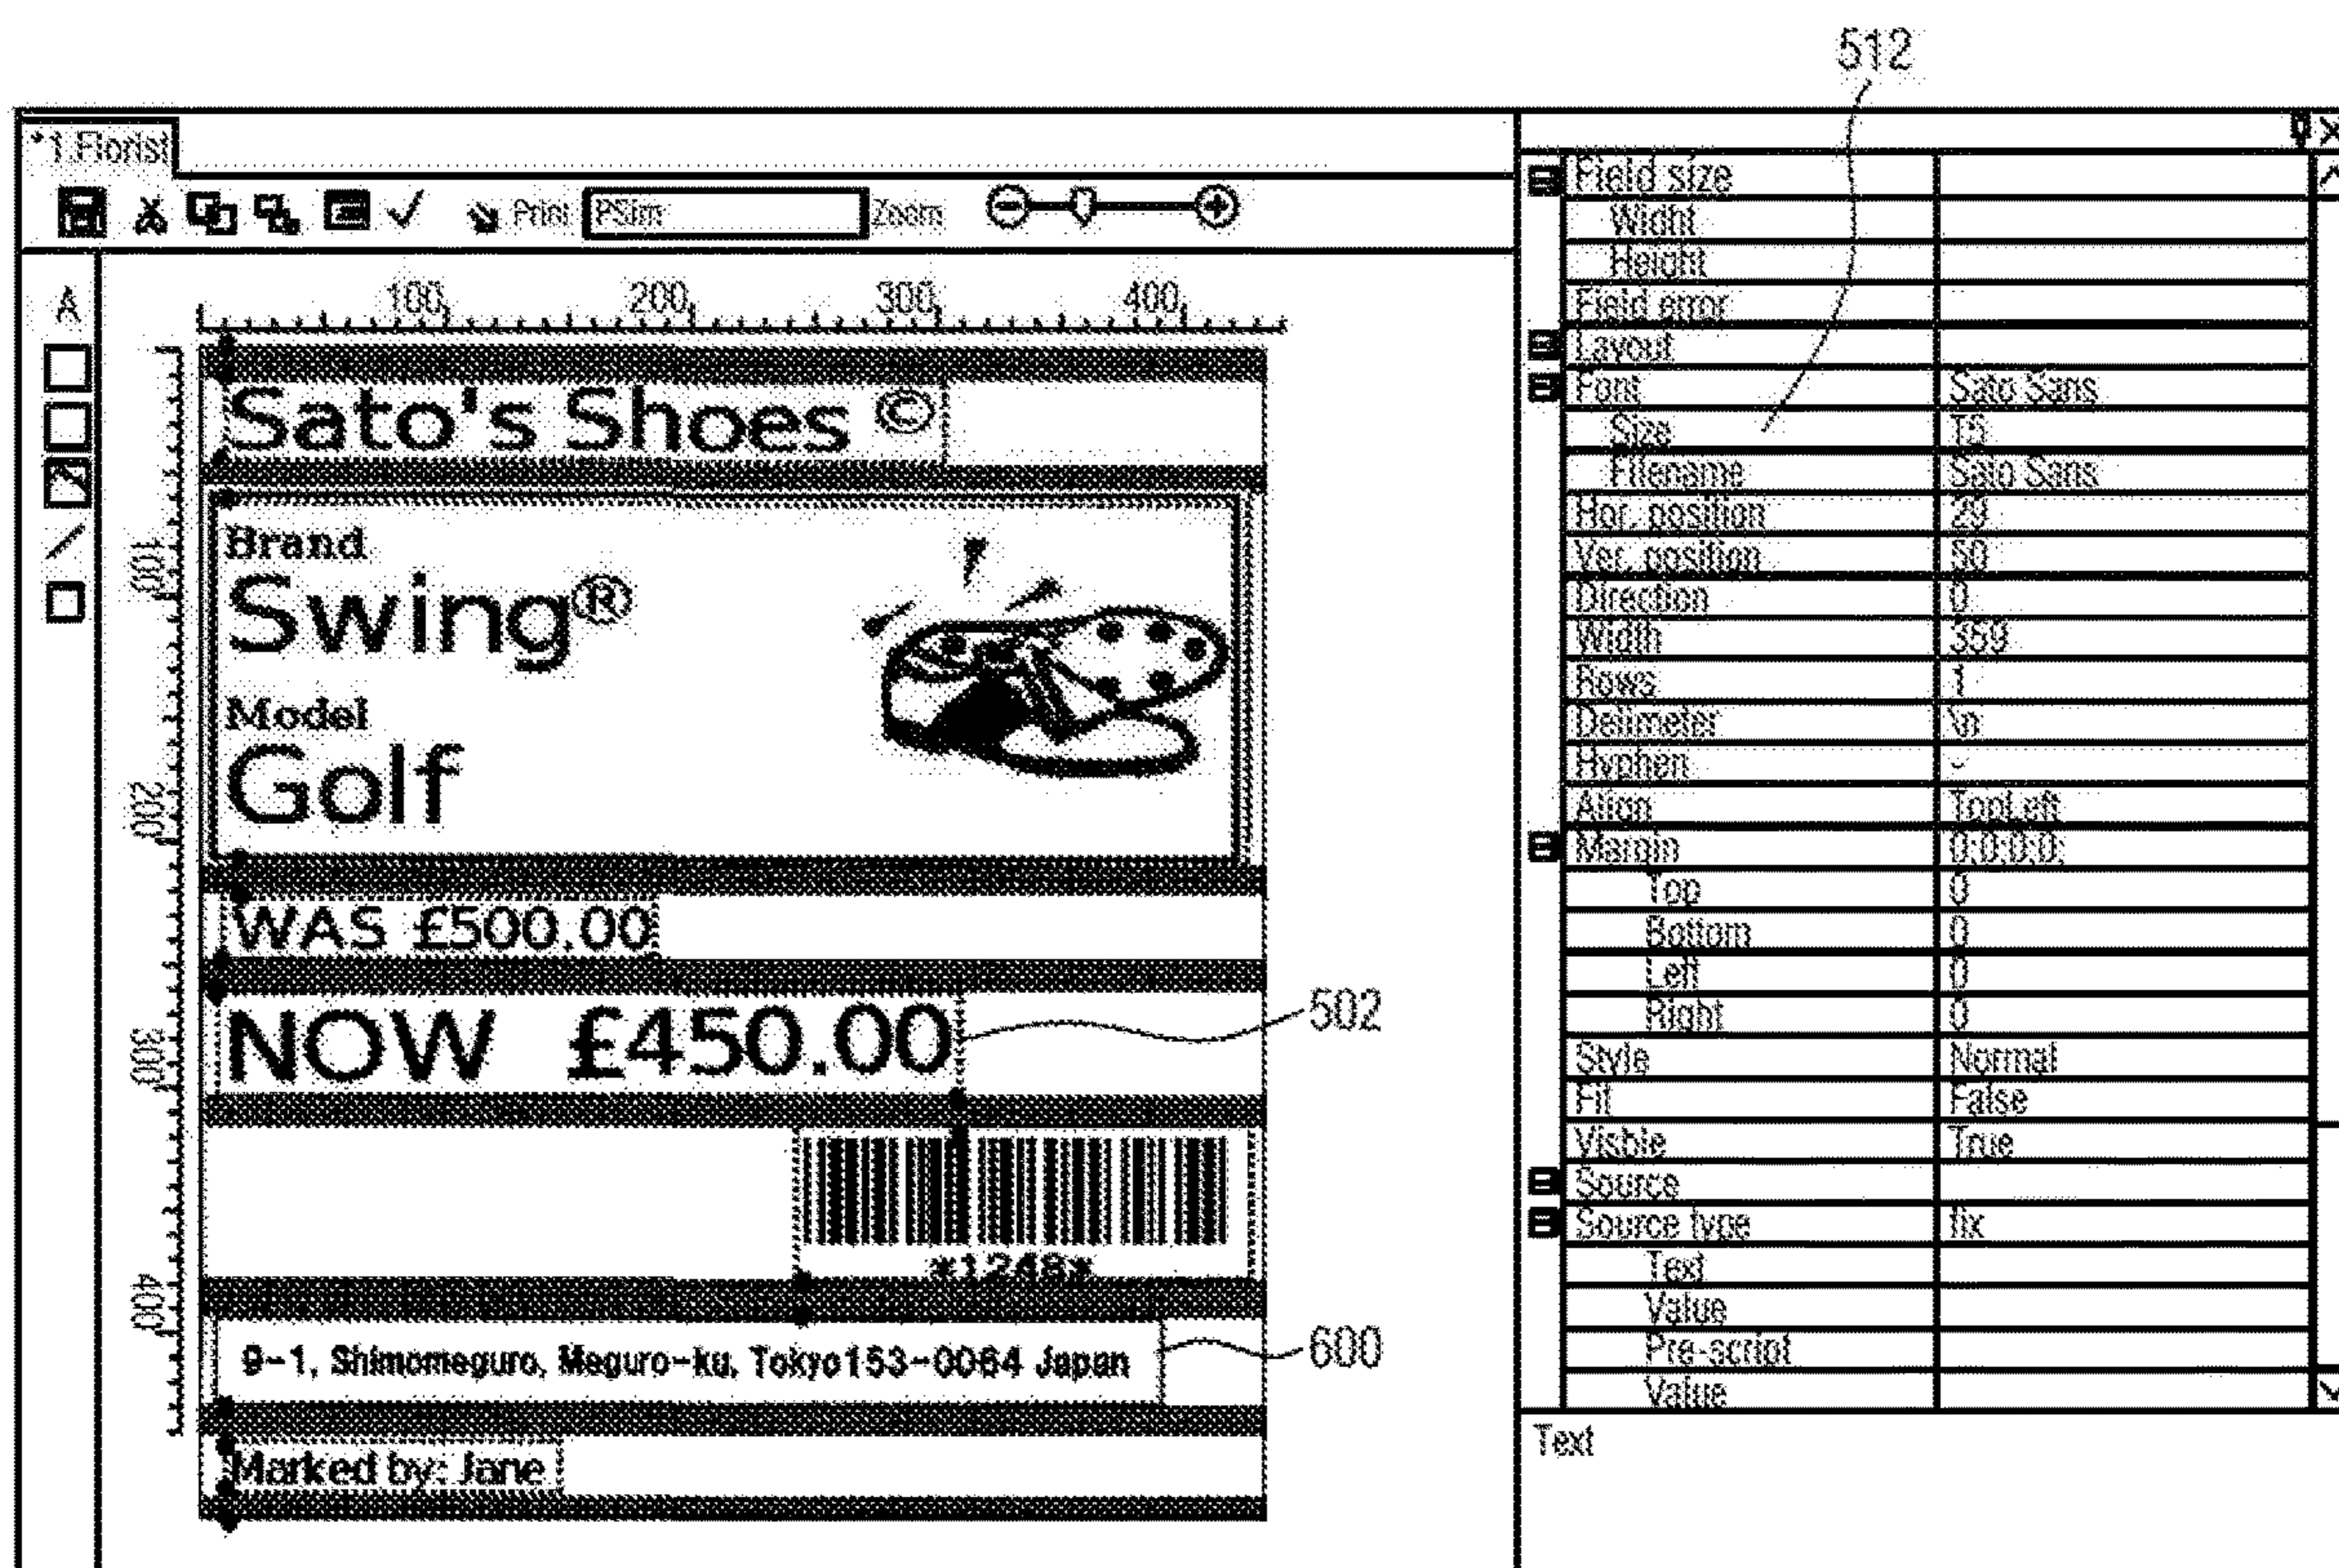 512
*1.Florist
Print PSim Zoom
A
100 200 300 400
100
200
300
400
Sato's Shoes ©
Brand
Swing®
Model
Golf
WAS £500.00
NOW £450.00
502
*1248*
9-1, Shimomeguro, Meguro-ku, Tokyo153-0064 Japan
600
Marked by: Jane
Field size
Widht
Height
Field error
Layout
Font Sato Sans
Size 15
Filename Sato Sans
Hor. position 29
Ver. position 50
Direction 0
Width 359
Rows 1
Delimeter \n
Hyphen -
Align TopLeft
Margin 0;0;0;0;
Top 0
Bottom 0
Left 0
Right 0
Style Normal
Fit False
Visble True
Source
Source type fix
Text
Value
Pre-script
Value
Text